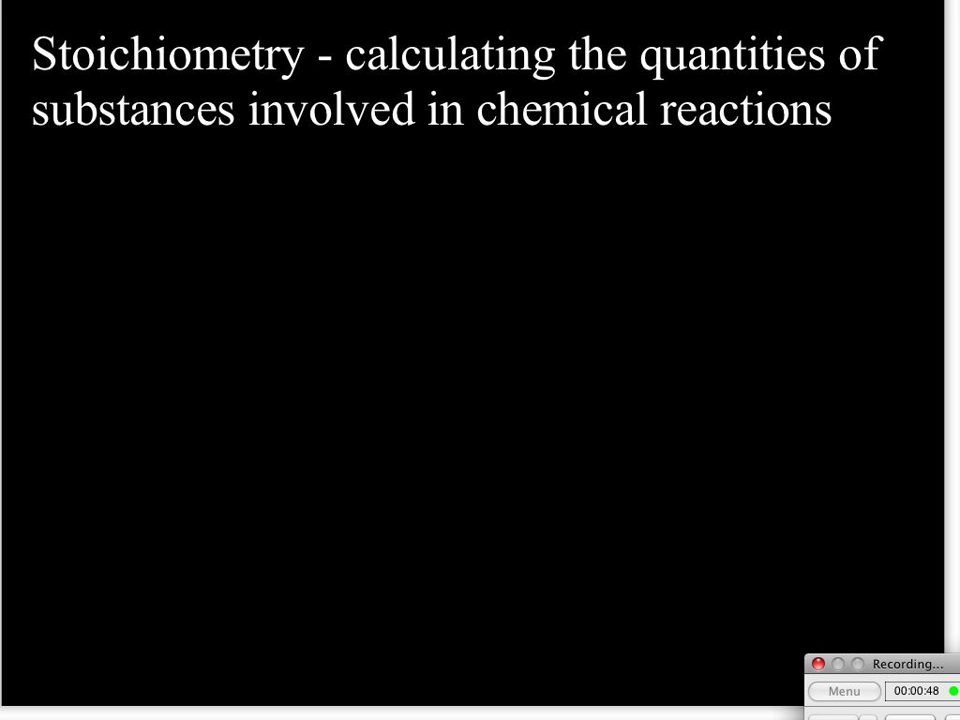 Stoichiometry - calculating the quantities of
substances involved in chemical reactions
Recording...
Menu
00:00:48